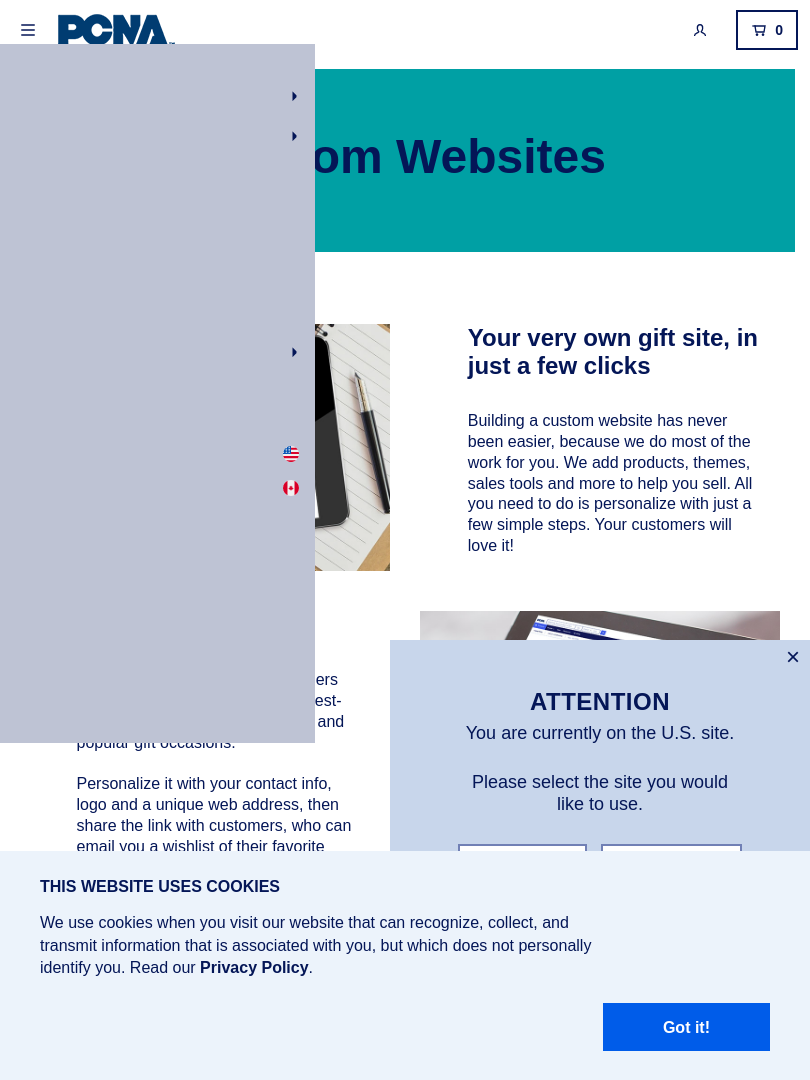 PCNA
0
om Websites
Your very own gift site, in
just a few clicks
Building a custom website has never
been easier, because we do most of the
work for you. We add products, themes,
sales tools and more to help you sell. All
you need to do is personalize with just a
few simple steps. Your customers will
love it!
ers
est-
and
popular gift occasions.
Personalize it with your contact info,
logo and a unique web address, then
share the link with customers, who can
email you a wishlist of their favorite
ATTENTION
You are currently on the U.S. site.
Please select the site you would
like to use.
THIS WEBSITE USES COOKIES
We use cookies when you visit our website that can recognize, collect, and
transmit information that is associated with you, but which does not personally
identify you. Read our Privacy Policy.
Got it!